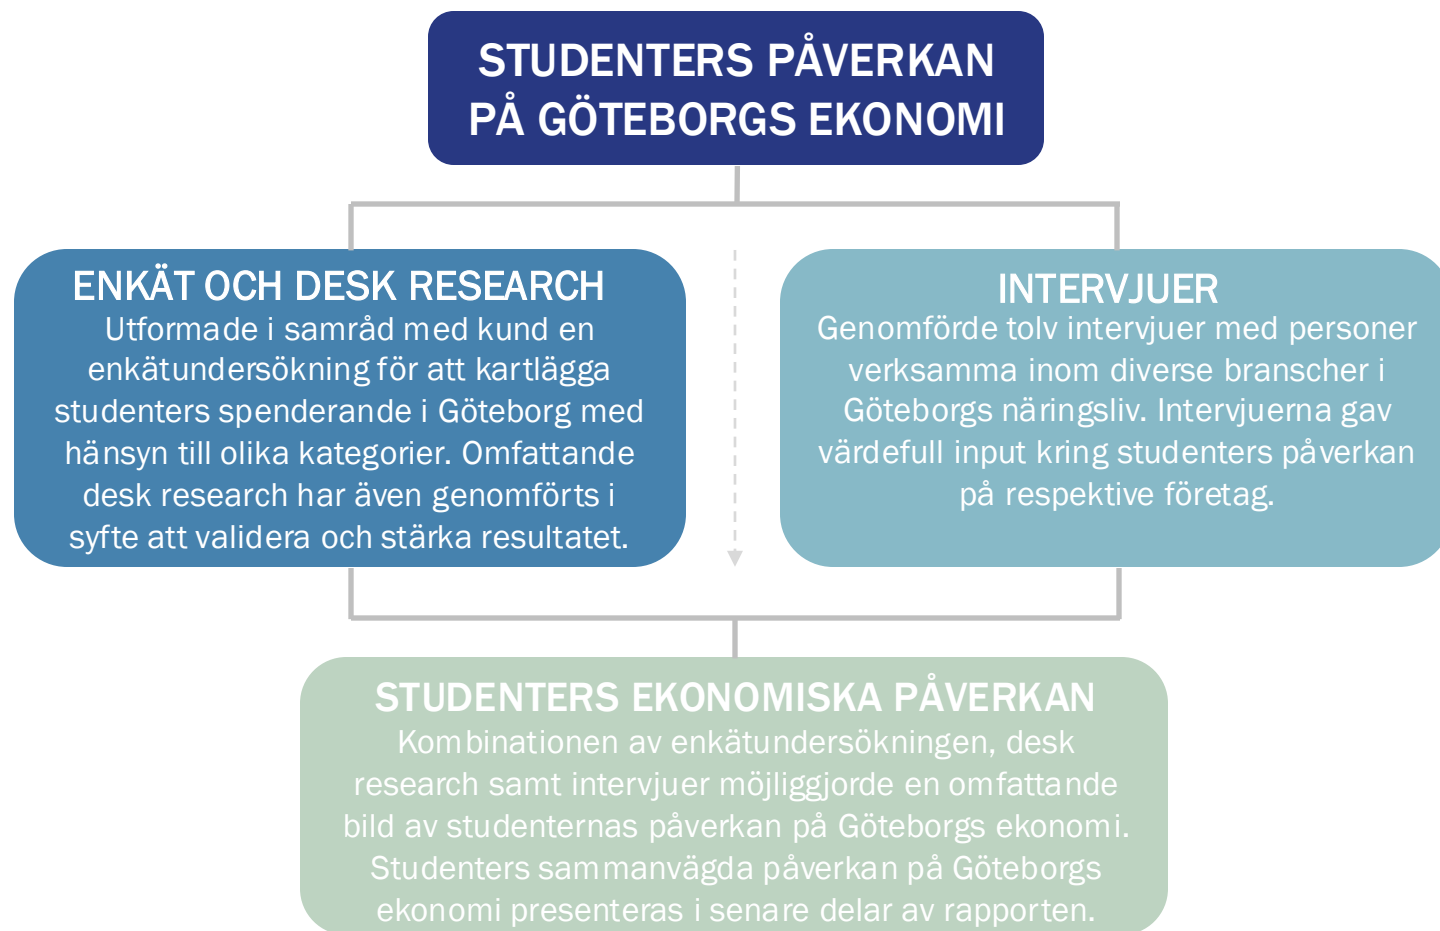 STUDENTERS PÅVERKAN
PÅ GÖTEBORGS EKONOMI
ENKÄT OCH DESK RESEARCH
Utformade i samråd med kund en
enkätundersökning för att kartlägga
studenters spenderande i Göteborg med
hänsyn till olika kategorier. Omfattande
desk research har även genomförts i
syfte att validera och stärka resultatet.
INTERVJUER
Genomförde tolv intervjuer med personer
verksamma inom diverse branscher i
Göteborgs näringsliv. Intervjuerna gav
värdefull input kring studenters påverkan
på respektive företag.
STUDENTERS EKONOMISKA PÅVERKAN
Kombinationen av enkätundersökningen, desk
research samt intervjuer möjliggjorde en omfattande
bild av studenternas påverkan på Göteborgs ekonomi.
Studenters sammanvägda påverkan på Göteborgs
ekonomi presenteras i senare delar av rapporten.